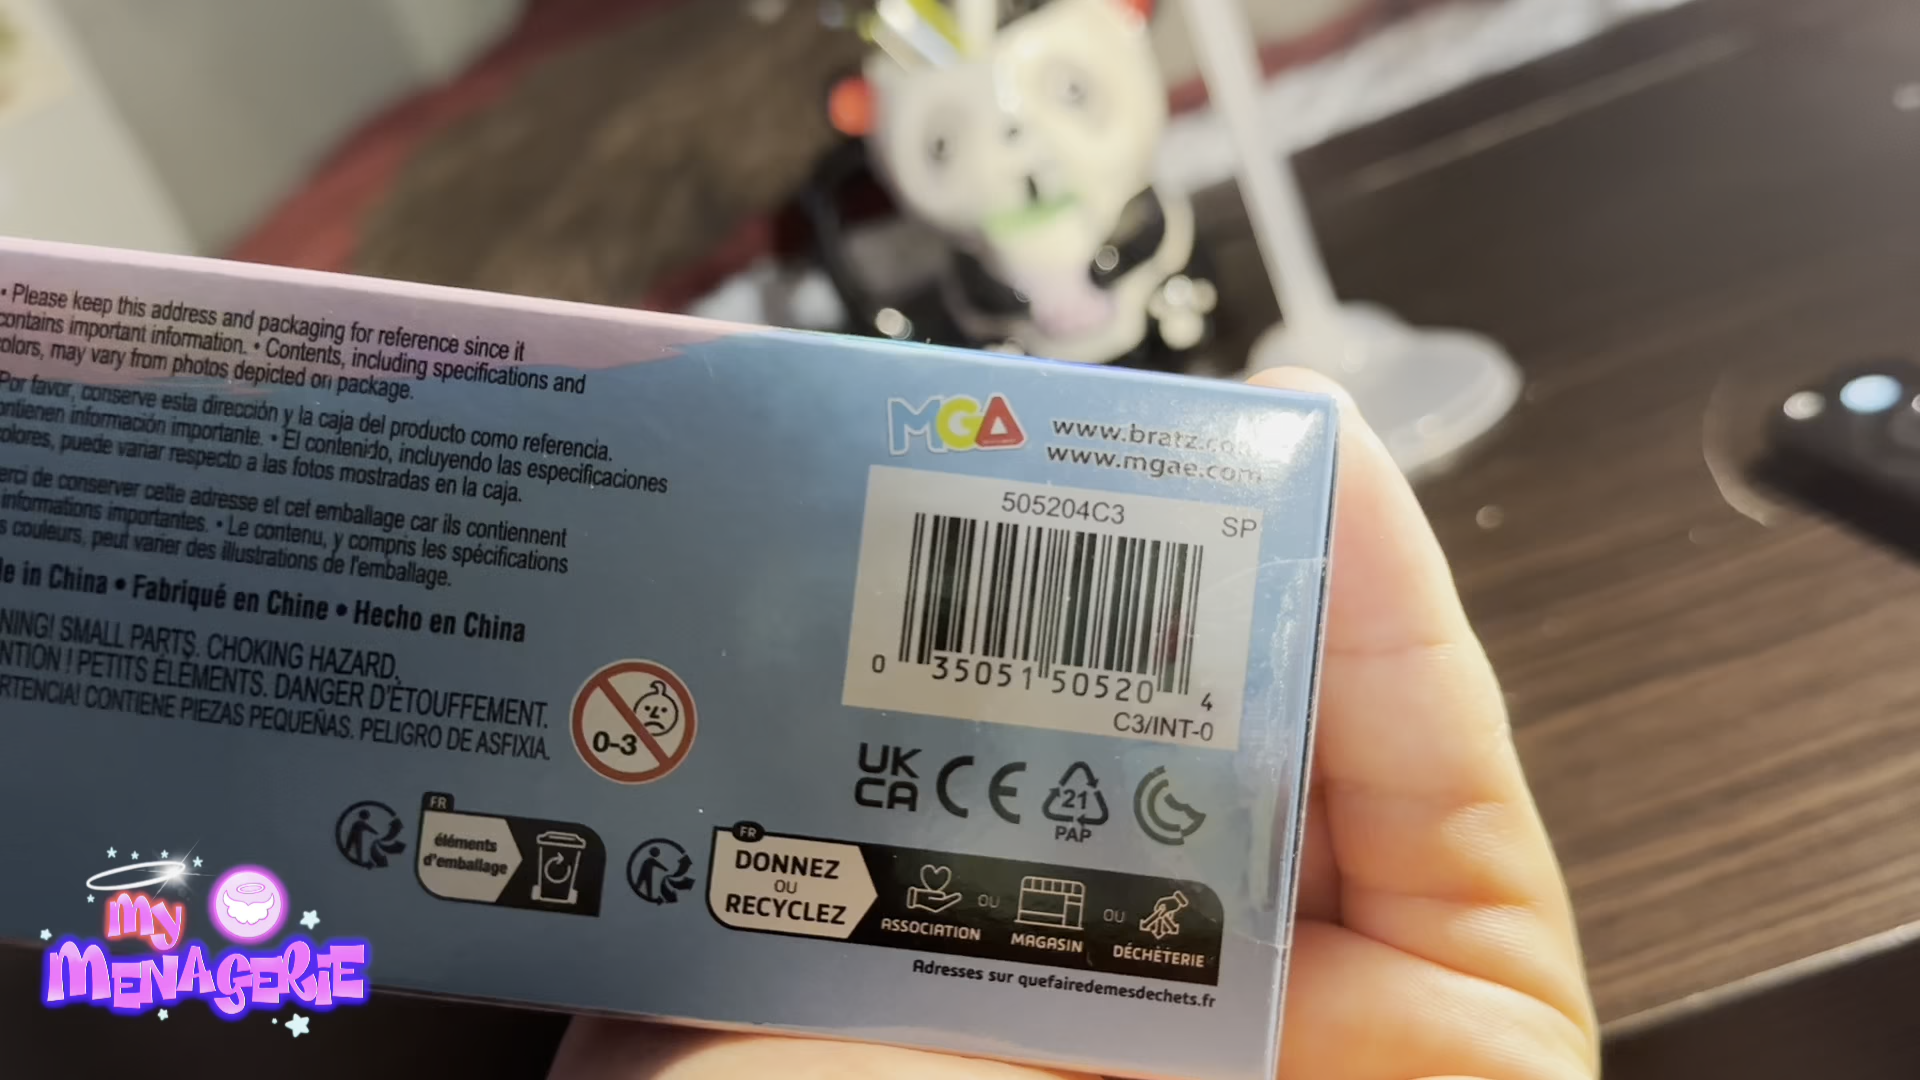 • Please keep this address and packaging for reference since it
contains important information. • Contents, including specifications and
colors, may vary from photos depicted on package.
Por favor, conserve esta dirección y la caja del producto como referencia.
contienen información importante. • El contenido, incluyendo las especificaciones
colores, puede variar respecto a las fotos mostradas en la caja.
erci de conserver cette adresse et cet emballage car ils contiennent
informations importantes. • Le contenu, y compris les spécifications
s couleurs, peut varier des illustrations de l'emballage.
de in China • Fabriqué en Chine • Hecho en China
NING! SMALL PARTS. CHOKING HAZARD.
NTION ! PETITS ÉLÉMENTS. DANGER D'ÉTOUFFEMENT.
RTENCIA! CONTIENE PIEZAS PEQUEÑAS. PELIGRO DE ASFIXIA.
0-3
MGA
www.bratz.com
www.mgae.com
505204C3
SP
0 35051 50520 4
C3/INT-0
UK
CA
CE
21
PAP
FR
éléments
d'emballage
FR
DONNEZ
OU
RECYCLEZ
ASSOCIATION
OU
MAGASIN
OU
DÉCHÈTERIE
Adresses sur quefairedemesdechets.fr
My
MENAGERIE